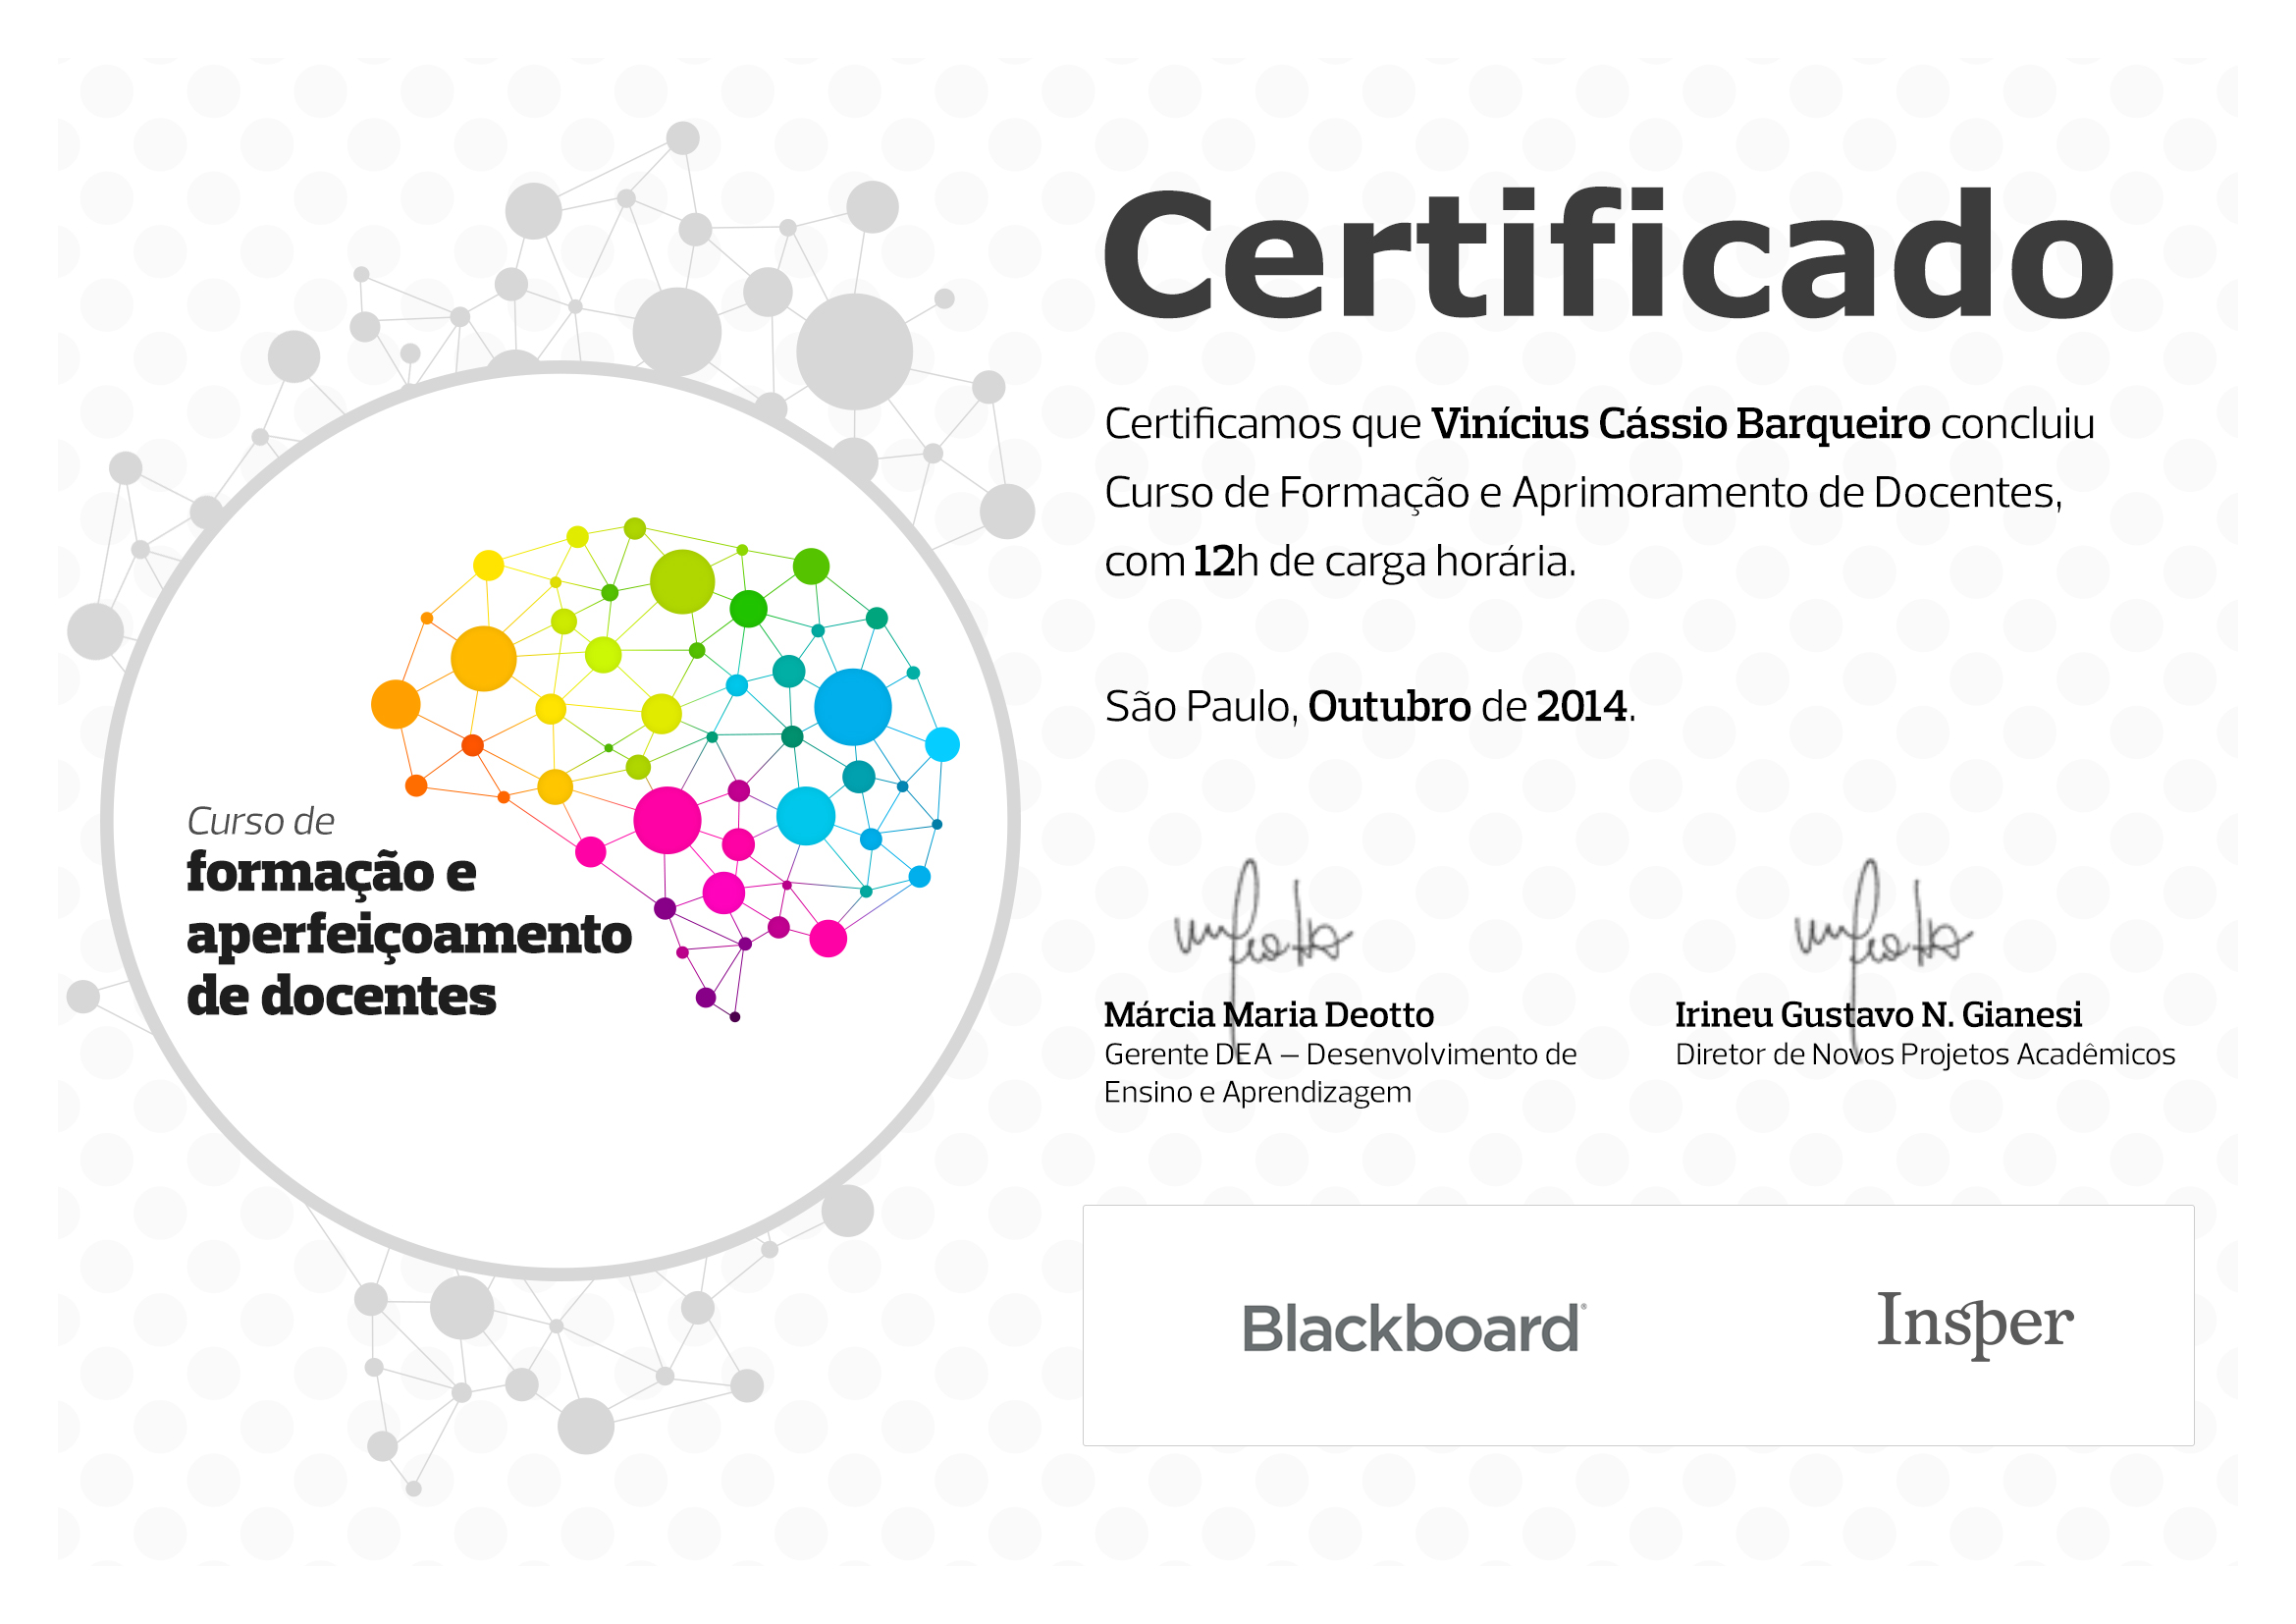 Curso de
formação e
aperfeiçoamento
de docentes
Certificado
Certificamos que Vinícius Cássio Barqueiro concluiu
Curso de Formação e Aprimoramento de Docentes,
com 12h de carga horária.
São Paulo, Outubro de 2014.
Márcia Maria Deotto
Gerente DEA – Desenvolvimento de
Ensino e Aprendizagem
Irineu Gustavo N. Gianesi
Diretor de Novos Projetos Acadêmicos
Blackboard®
Insper